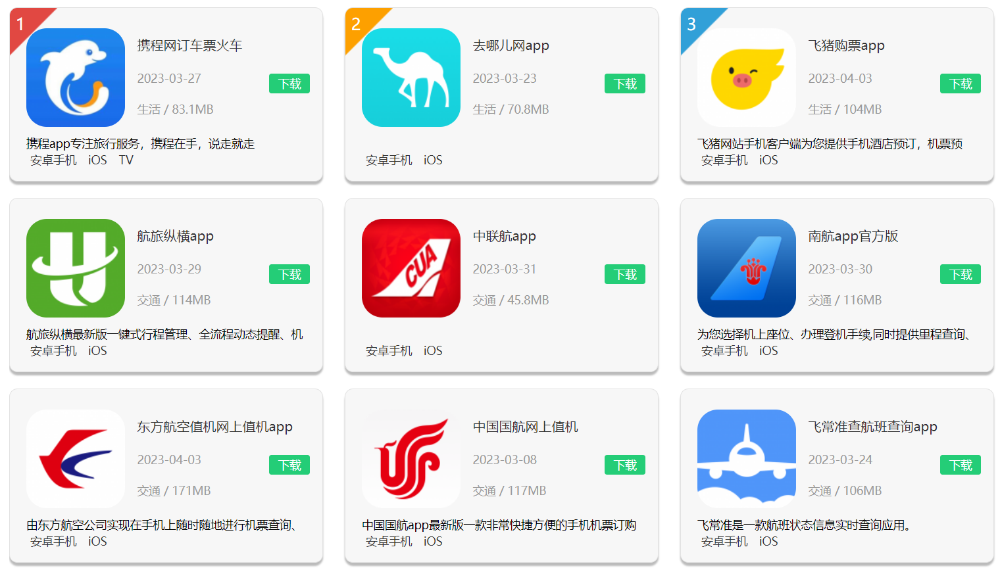 1
携程网订车票火车
2023-03-27
下载
生活 / 83.1MB
携程app专注旅行服务，携程在手，说走就走
安卓手机 iOS TV
2
去哪儿网app
2023-03-23
下载
生活 / 70.8MB
安卓手机 iOS
3
飞猪购票app
2023-04-03
下载
生活 / 104MB
飞猪网站手机客户端为您提供手机酒店预订，机票预
安卓手机 iOS
航旅纵横app
2023-03-29
下载
交通 / 114MB
航旅纵横最新版一键式行程管理、全流程动态提醒、机
安卓手机 iOS
CUA
中联航app
2023-03-31
下载
交通 / 45.8MB
安卓手机 iOS
南航app官方版
2023-03-30
下载
交通 / 116MB
为您选择机上座位、办理登机手续,同时提供里程查询、
安卓手机 iOS
东方航空值机网上值机app
2023-04-03
下载
交通 / 171MB
由东方航空公司实现在手机上随时随地进行机票查询、
安卓手机 iOS
中国国航网上值机
2023-03-08
下载
交通 / 117MB
中国国航app最新版一款非常快捷方便的手机机票订购
安卓手机 iOS
飞常准查航班查询app
2023-03-24
下载
交通 / 106MB
飞常准是一款航班状态信息实时查询应用。
安卓手机 iOS